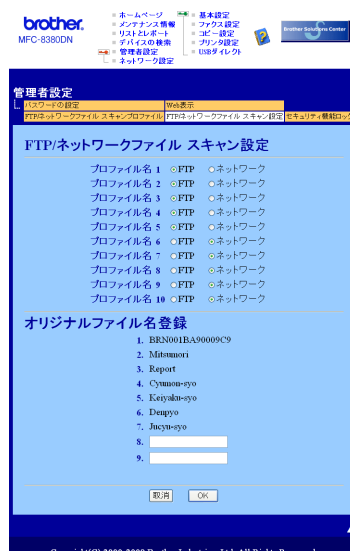 brother.
MFC-8380DN
ホームページ
メンテナンス情報
リストとレポート
デバイスの検索
管理者設定
ネットワーク設定
基本設定
ファクス設定
コピー設定
プリンタ設定
USBダイレクト
Brother Solutions Center
管理者設定
パスワードの設定 Web表示
FTP/ネットワークファイル スキャンプロファイル FTP/ネットワークファイル スキャン設定 セキュリティ機能ロック
FTP/ネットワークファイル スキャン設定
プロファイル名 1 FTP ネットワーク
プロファイル名 2 FTP ネットワーク
プロファイル名 3 FTP ネットワーク
プロファイル名 4 FTP ネットワーク
プロファイル名 5 FTP ネットワーク
プロファイル名 6 FTP ネットワーク
プロファイル名 7 FTP ネットワーク
プロファイル名 8 FTP ネットワーク
プロファイル名 9 FTP ネットワーク
プロファイル名 10 FTP ネットワーク
オリジナルファイル名登録
1. BRN001BA90009C9
2. Mitsumori
3. Report
4. Cyumon-syo
5. Keiyaku-syo
6. Denpyo
7. Jucyu-syo
8.
9.
取消 OK